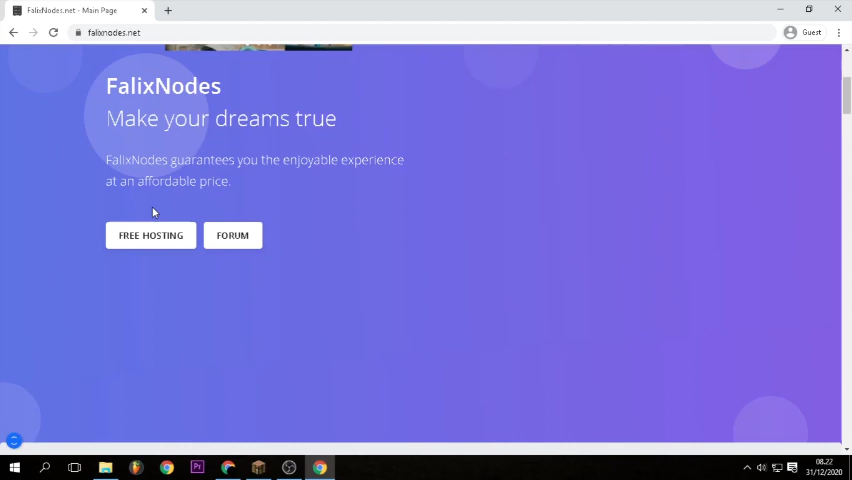 FalixNodes.net - Main Page
falixnodes.net
Guest
FalixNodes
Make your dreams true
FalixNodes guarantees you the enjoyable experience
at an affordable price.
FREE HOSTING
FORUM
Pr
08.22
31/12/2020